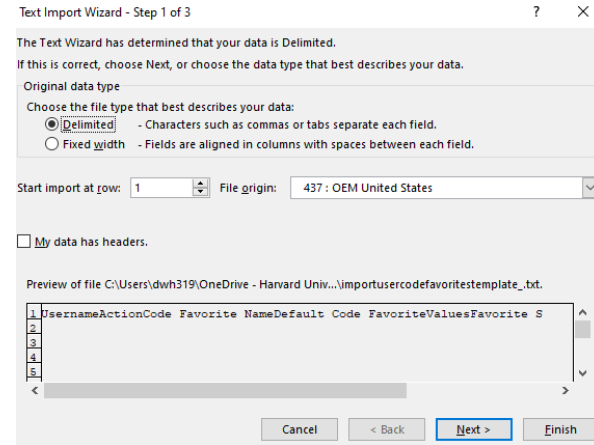 Text Import Wizard - Step 1 of 3 ? ×
The Text Wizard has determined that your data is Delimited.
If this is correct, choose Next, or choose the data type that best describes your data.
Original data type
Choose the file type that best describes your data:
Delimited - Characters such as commas or tabs separate each field.
Fixed width - Fields are aligned in columns with spaces between each field.
Start import at row: 1 File origin: 437 : OEM United States
My data has headers.
Preview of file C:\Users\dwh319\OneDrive - Harvard Univ...\importusercodefavoritestemplate_.txt.
1 UsernameActionCode Favorite NameDefault Code FavoriteValuesFavorite S
2
3
4
5
Cancel < Back Next > Finish